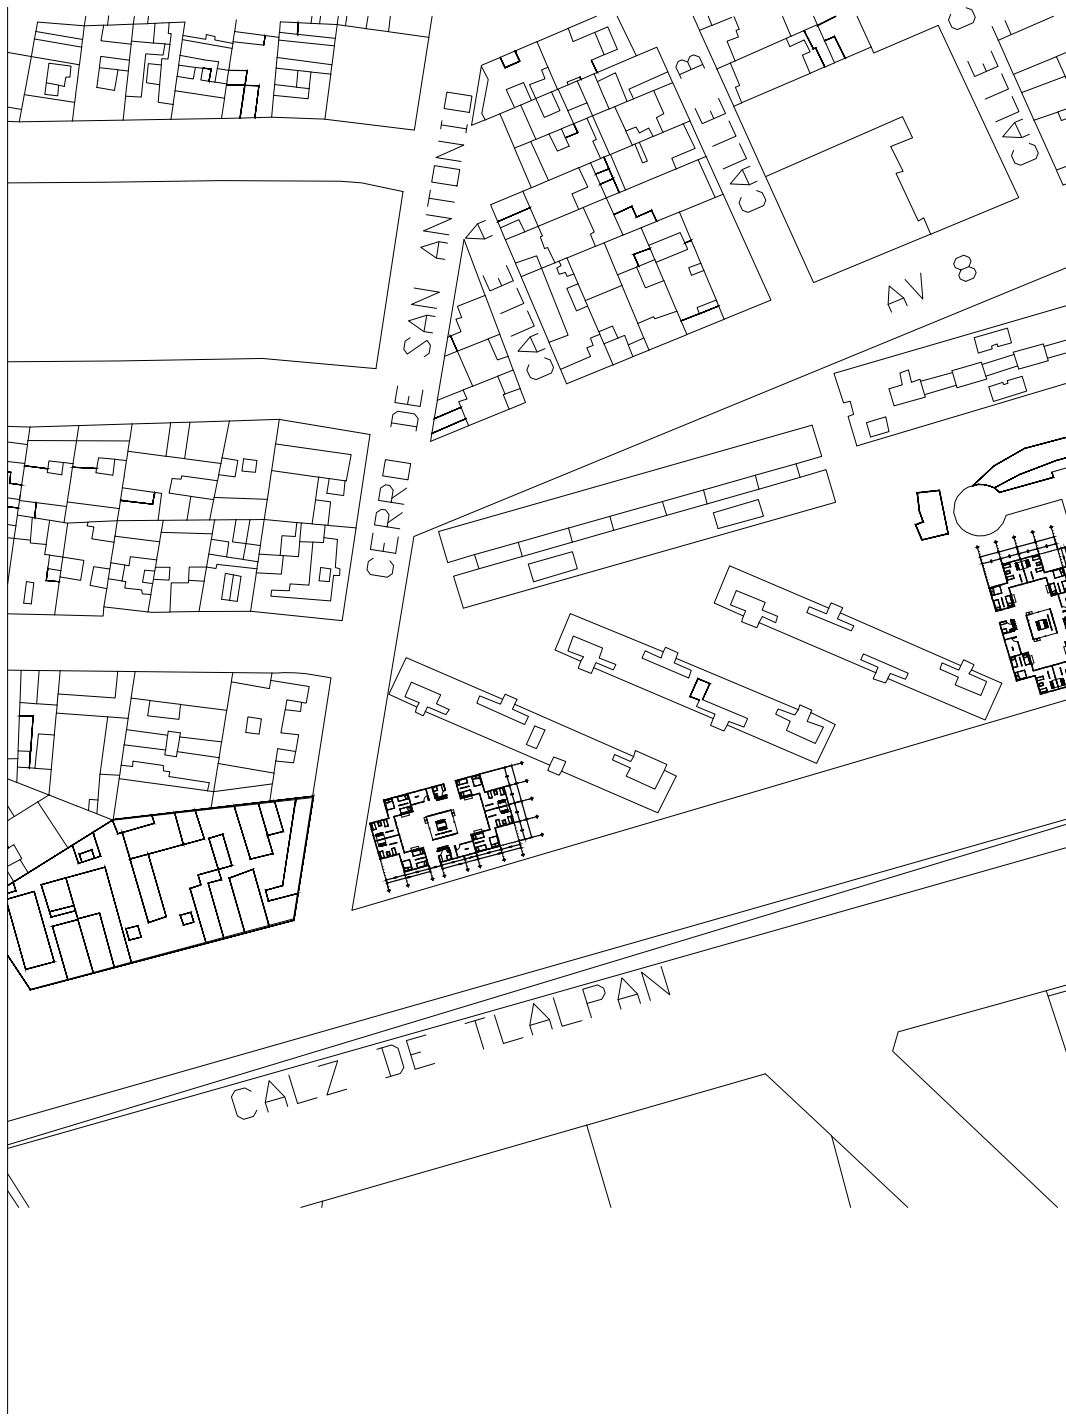 CALLE C
CALLE B
CERRO DE SAN ANTONIO
CALLE A
AV 8
CALZ DE TLALPAN